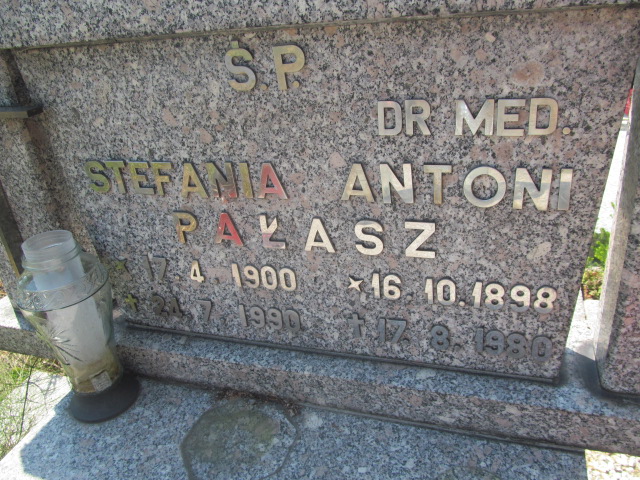 Ś.P.
DR MED.
STEFANIA ANTONI
PAŁASZ
17.4 1900 *16.10.1898
24.7 1990 †17.8.1980